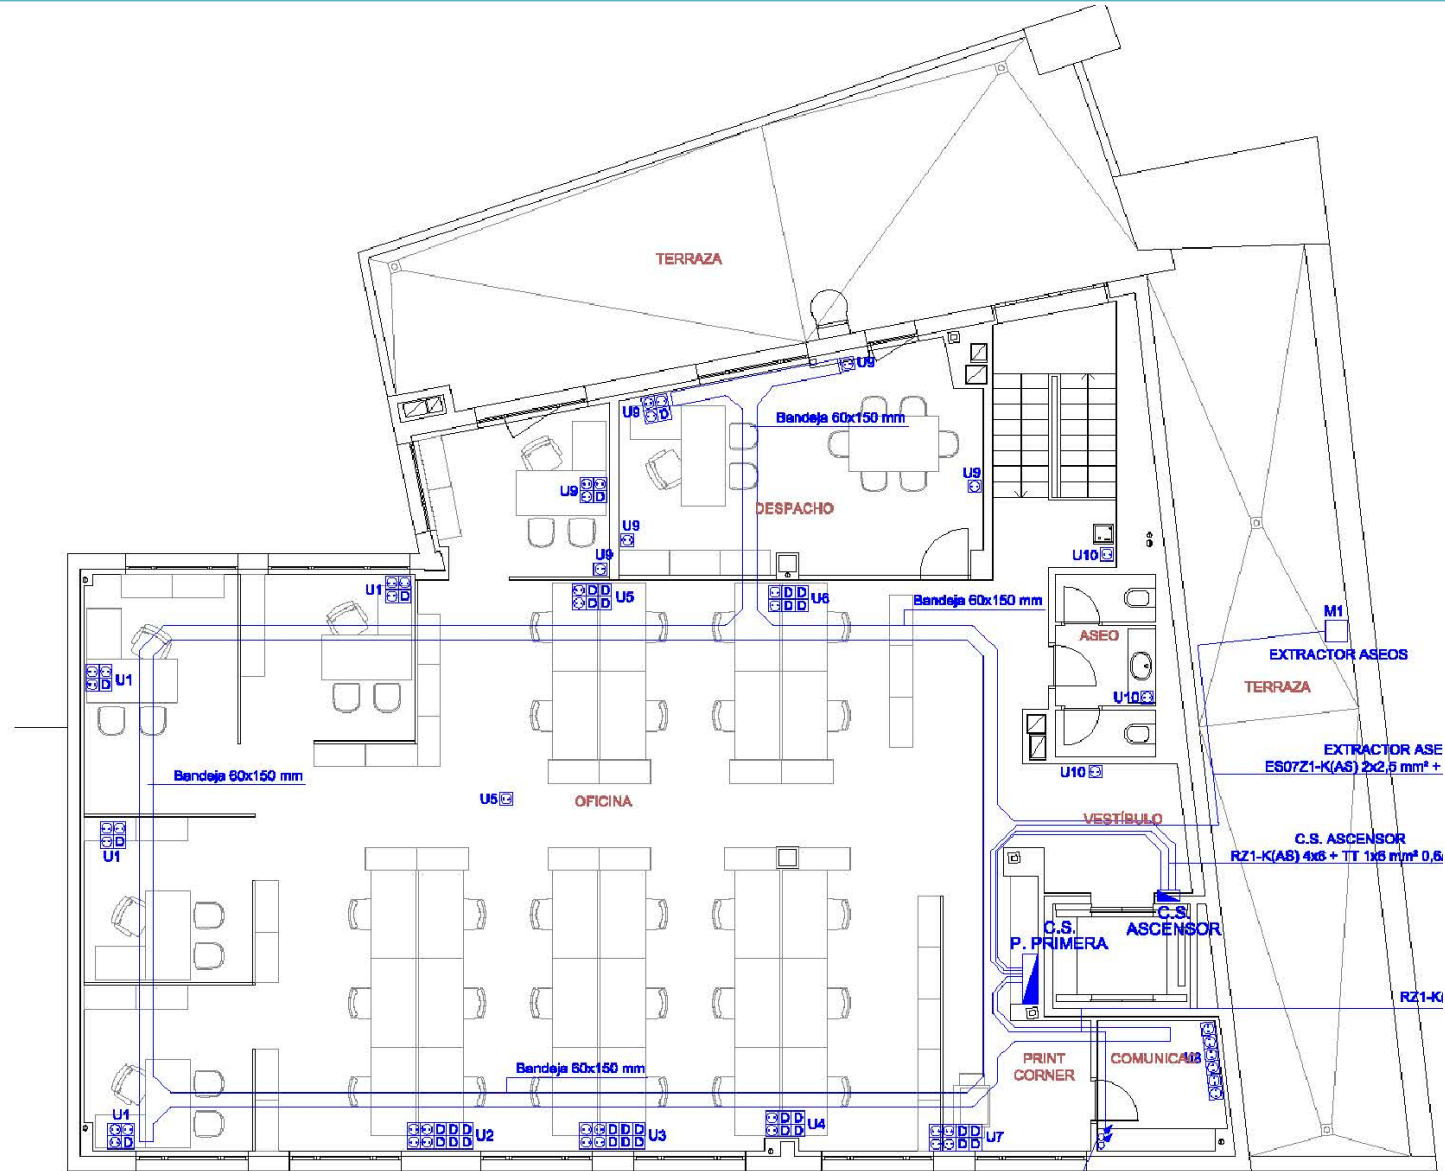 TERRAZA
U9
U9
Bandeja 60x150 mm
U9
U9
DESPACHO
U9
U9
U10
U1
U5
U6
Bandeja 60x150 mm
M1
ASEO
EXTRACTOR ASEOS
U1
TERRAZA
U10
EXTRACTOR ASE
ES07Z1-K(AS) 2x2,5 mm² +
Bandeja 60x150 mm
U10
U5
OFICINA
VESTÍBULO
C.S. ASCENSOR
RZ1-K(AS) 4x6 + TT 1x6 mm² 0,6
U1
C.S.
ASCENSOR
C.S.
P. PRIMERA
RZ1-K(
PRINT
CORNER
COMUNICA
U8
Bandeja 60x150 mm
U1
U2
U3
U4
U7